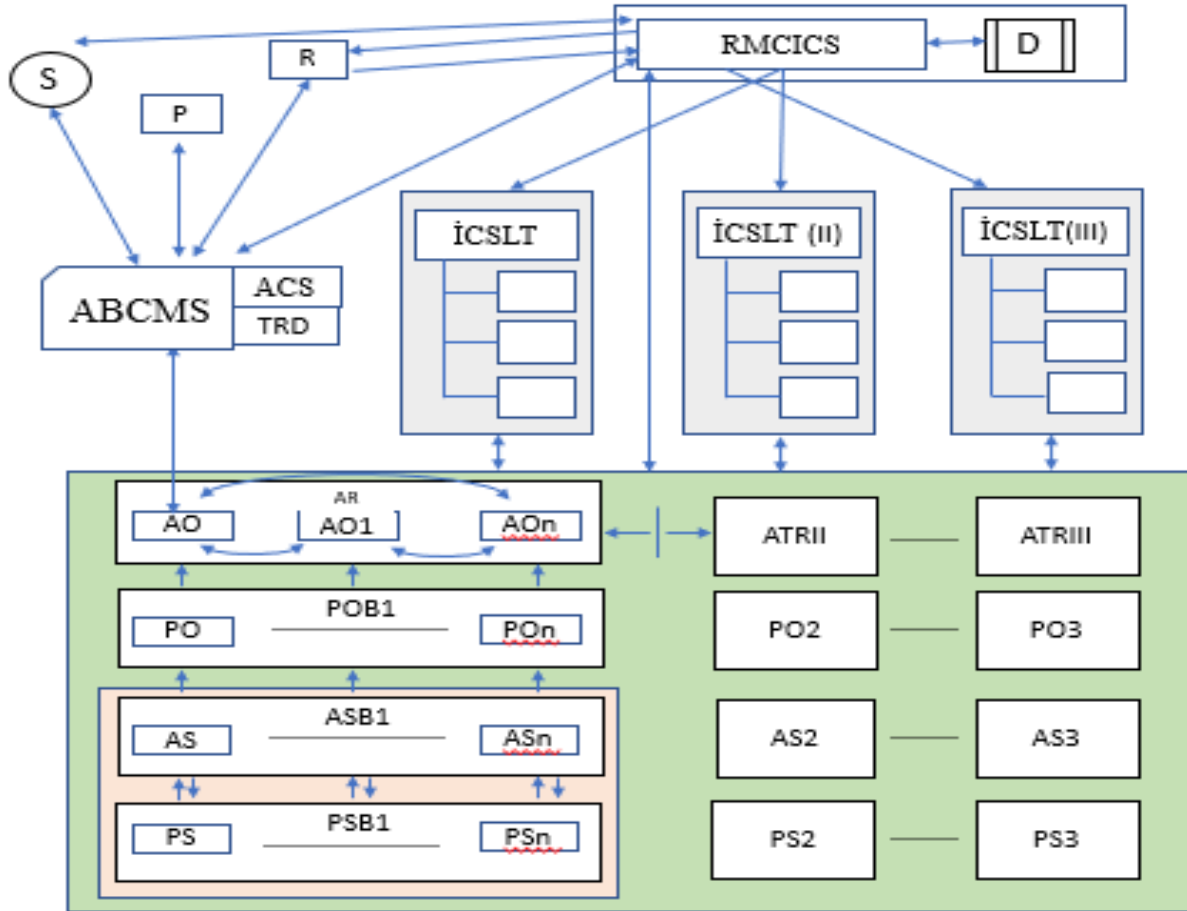 RMCICS
D
S
R
P
İCSLT
İCSLT (II)
İCSLT(III)
ABCMS
ACS
TRD
AR
AO
AO1
AOn
ATRII
ATRIII
POB1
PO
POn
PO2
PO3
ASB1
AS
ASn
AS2
AS3
PSB1
PS
PSn
PS2
PS3